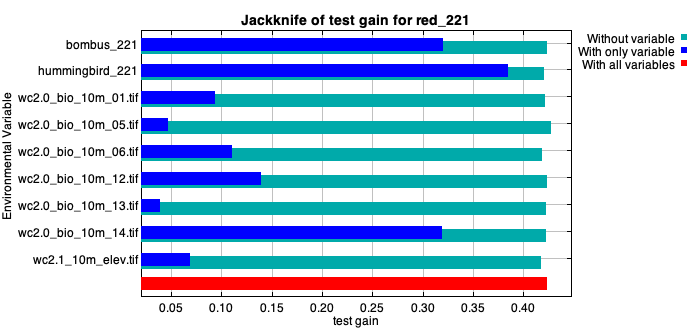 Jackknife of test gain for red_221
Without variable
With only variable
With all variables
Environmental Variable
bombus_221
hummingbird_221
wc2.0_bio_10m_01.tif
wc2.0_bio_10m_05.tif
wc2.0_bio_10m_06.tif
wc2.0_bio_10m_12.tif
wc2.0_bio_10m_13.tif
wc2.0_bio_10m_14.tif
wc2.1_10m_elev.tif
0.05 0.10 0.15 0.20 0.25 0.30 0.35 0.40
test gain